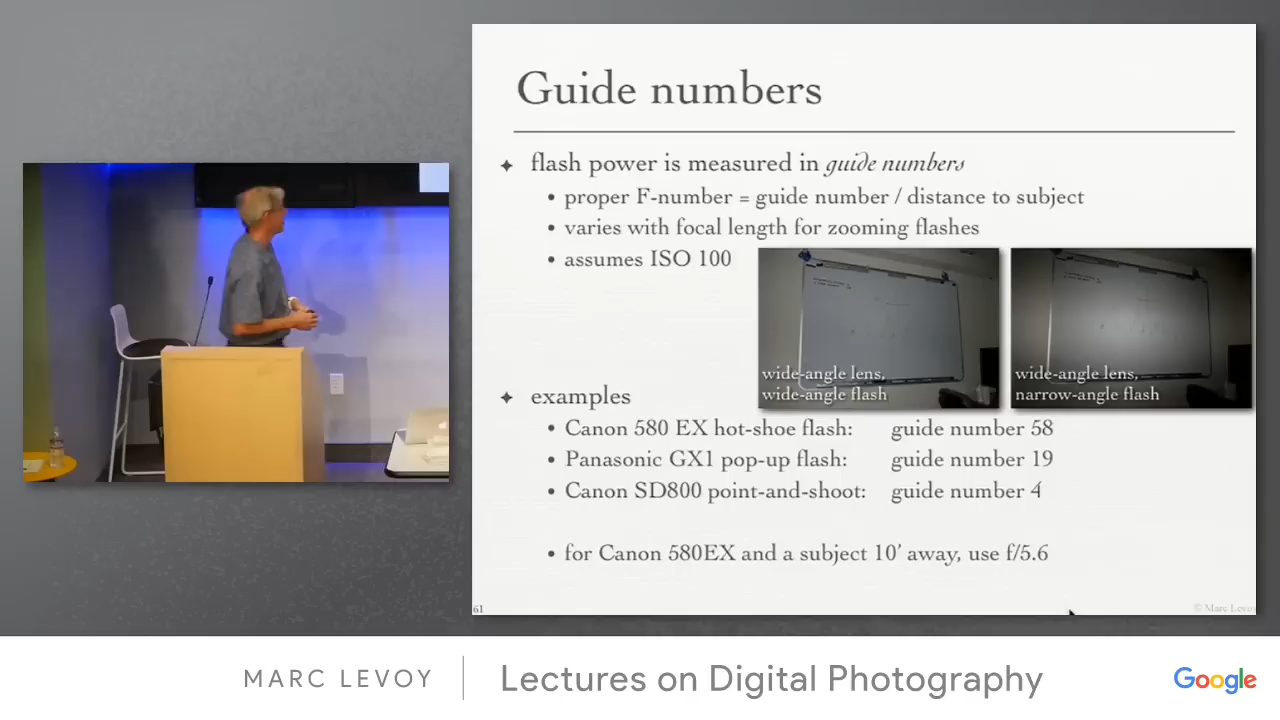 Guide numbers
✦ flash power is measured in guide numbers
• proper F-number = guide number / distance to subject
• varies with focal length for zooming flashes
• assumes ISO 100
wide-angle lens,
wide-angle flash
wide-angle lens,
narrow-angle flash
✦ examples
• Canon 580 EX hot-shoe flash: guide number 58
• Panasonic GX1 pop-up flash: guide number 19
• Canon SD800 point-and-shoot: guide number 4
• for Canon 580EX and a subject 10' away, use f/5.6
61
© Marc Levoy
MARC LEVOY
Lectures on Digital Photography
Google